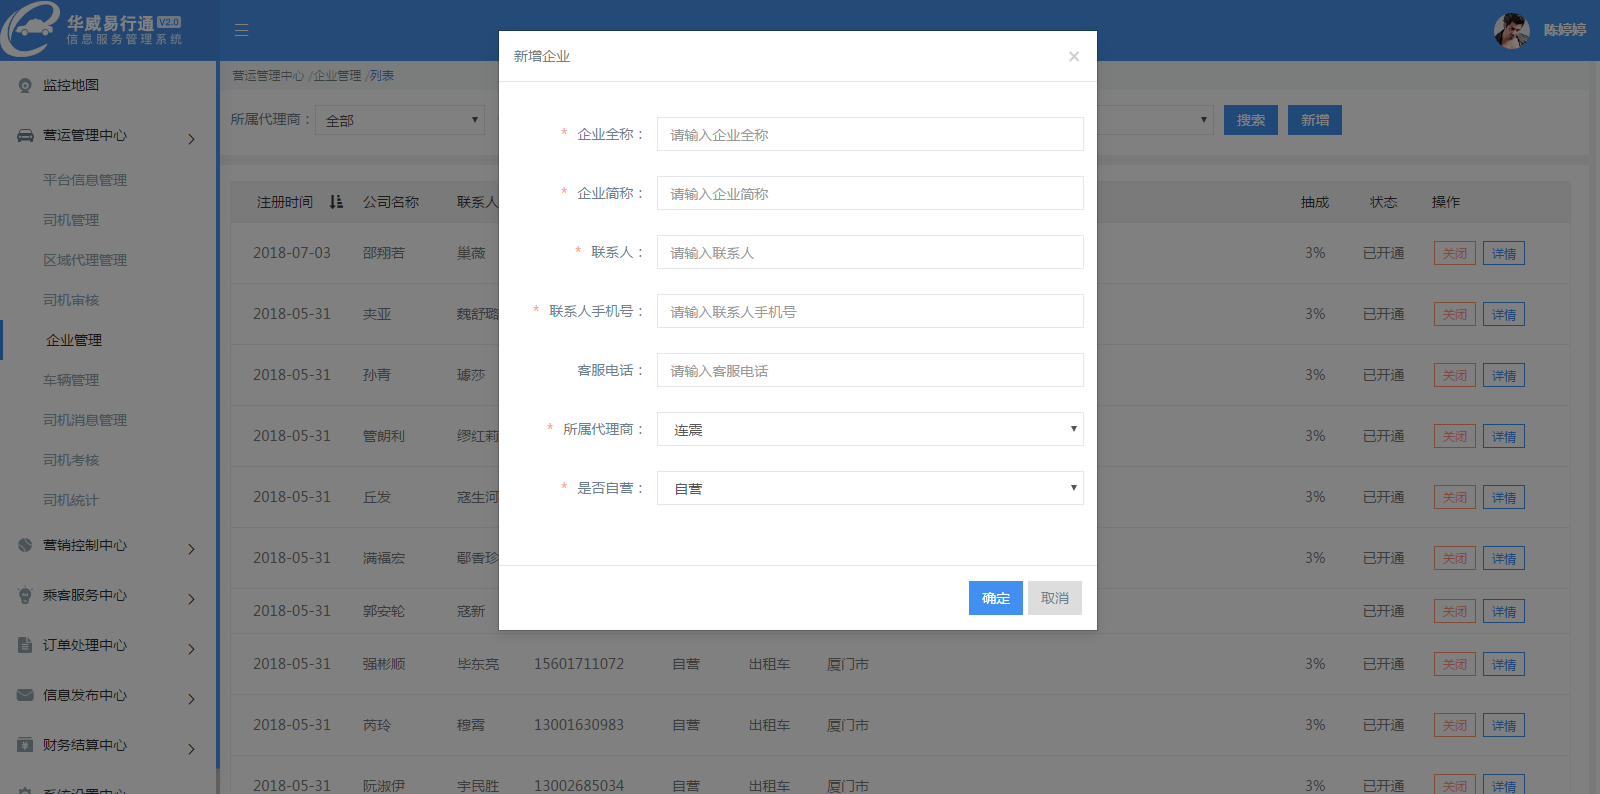 华威易行通 V2.0
信息服务管理系统
陈婷婷
监控地图
营运管理中心
平台信息管理
司机管理
区域代理管理
司机审核
企业管理
车辆管理
司机消息管理
司机考核
司机统计
营销控制中心
乘客服务中心
订单处理中心
信息发布中心
财务结算中心
营运管理中心 /企业管理 /列表
所属代理商： 全部
搜索 新增
注册时间 公司名称 联系人 抽成 状态 操作
2018-07-03 邵翔若 巢薇 3% 已开通 关闭 详情
2018-05-31 夹亚 魏舒璐 3% 已开通 关闭 详情
2018-05-31 孙青 璩莎 3% 已开通 关闭 详情
2018-05-31 管朗利 缪红莉 3% 已开通 关闭 详情
2018-05-31 丘发 寇生河 3% 已开通 关闭 详情
2018-05-31 满福宏 鄢香珍 3% 已开通 关闭 详情
2018-05-31 郭安轮 寇新 已开通 关闭 详情
2018-05-31 强彬顺 毕东亮 15601711072 自营 出租车 厦门市 3% 已开通 关闭 详情
2018-05-31 芮玲 穆霄 13001630983 自营 出租车 厦门市 3% 已开通 关闭 详情
2018-05-31 阮淑伊 宇民胜 13002685034 自营 出租车 厦门市 3% 已开通 关闭 详情
新增企业 ×
* 企业全称： 请输入企业全称
* 企业简称： 请输入企业简称
* 联系人： 请输入联系人
* 联系人手机号： 请输入联系人手机号
客服电话： 请输入客服电话
* 所属代理商： 连震
* 是否自营： 自营
确定 取消